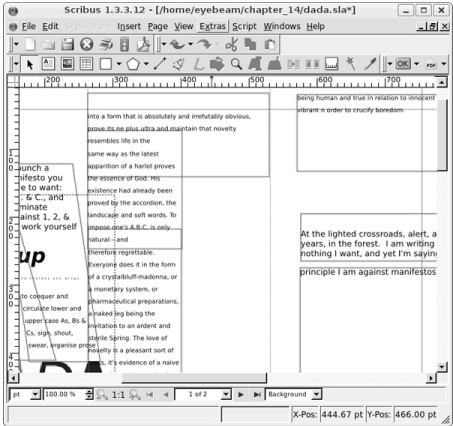 Scribus 1.3.3.12 - [/home/eyebeam/chapter_14/dada.sla*]
File Edit Style Item Insert Page View Extras Script Windows Help
OK
200 300 400 500 600 700
being human and true in relation to innocent
vibrant n order to crucify boredom.
into a form that is absolutely and irrefutably obvious,
prove its ne plus ultra and maintain that novelty
resembles life in the
same way as the latest
apparition of a harlot proves
the essence of God. His
existence had already been
proved by the accordion, the
landscape and soft words. To
impose one's A.B.C. is only
natural - and
therefore regrettable.
Everyone does it in the form
of a crystalbluff-madonna, or
a monetary system, or
pharmaceutical preparations,
a naked leg being the
invitation to an ardent and
sterile Spring. The love of
novelty is a pleasant sort of
it's evidence of a naive
aunch a
nifesto you
e to want:
& C., and
minate
ainst 1, 2, &
work yourself
up
to conquer and
circulate lower and
upper case As, Bs &
Cs, sign, shout,
swear, organise prose
DA
At the lighted crossroads, alert, a
years, in the forest. I am writing
nothing I want, and yet I'm saying
principle I am against manifestos
pt 100.00 % 1:1 1 of 2 Background
X-Pos: 444.67 pt Y-Pos: 466.00 pt